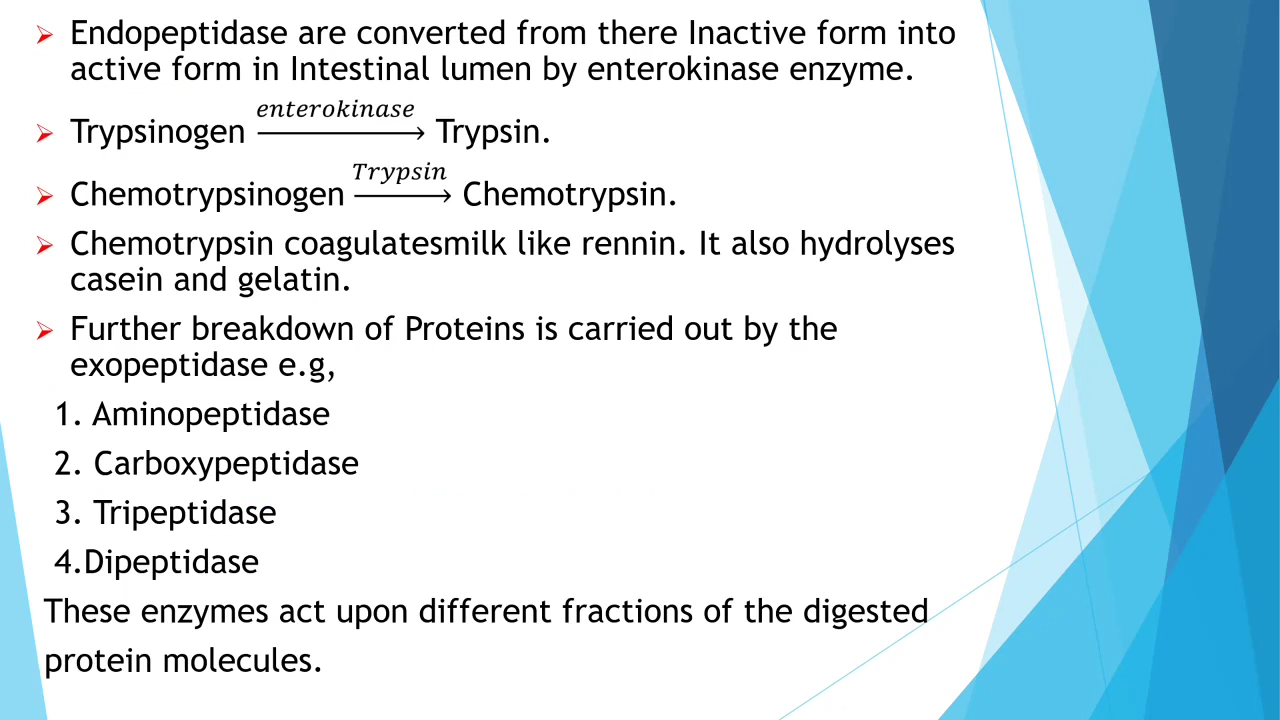 Endopeptidase are converted from there Inactive form into
active form in Intestinal lumen by enterokinase enzyme.
enterokinase
Trypsinogen ⟶ Trypsin.
Trypsin
Chemotrypsinogen ⟶ Chemotrypsin.
Chemotrypsin coagulatesmilk like rennin. It also hydrolyses
casein and gelatin.
Further breakdown of Proteins is carried out by the
exopeptidase e.g,
1. Aminopeptidase
2. Carboxypeptidase
3. Tripeptidase
4.Dipeptidase
These enzymes act upon different fractions of the digested
protein molecules.